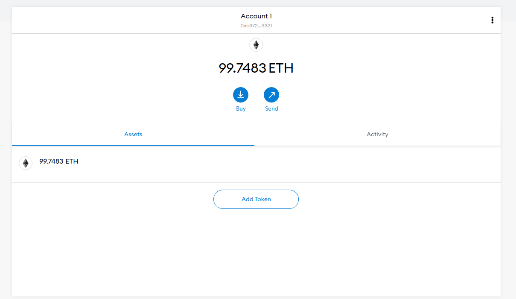 Account 1
99.7483 ETH
Buy
Send
Assets
Activity
99.7483 ETH
Add Token